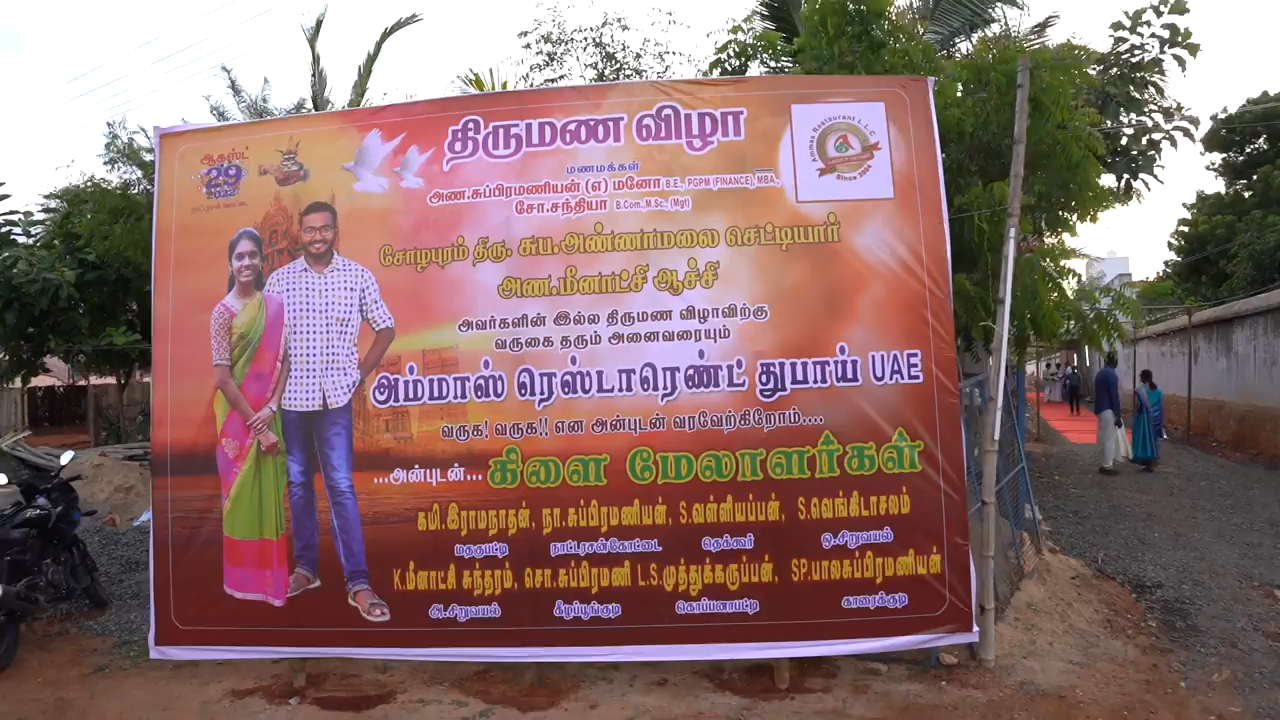 ஆகஸ்ட்
29
2022
திருமண விழா
மணமக்கள்
அண.சுப்பிரமணியன் (எ) மனோ B.E., PGPM (FINANCE), MBA.,
சோ.சந்தியா B.Com.,M.Sc., (Mgt)
Ammas Restaurant L.L.C
Since 2004
சோழபுரம் திரு. சுப.அண்ணாமலை செட்டியார்
அண.மீனாட்சி ஆச்சி
அவர்களின் இல்ல திருமண விழாவிற்கு
வருகை தரும் அனைவரையும்
அம்மாஸ் ரெஸ்டாரெண்ட் துபாய் UAE
வருக! வருக!! என அன்புடன் வரவேற்கிறோம்....
...அன்புடன்... கிளை மேலாளர்கள்
கமி.இராமநாதன், நா.சுப்பிரமணியன், S.வள்ளியப்பன், S.வெங்கிடாசலம்
மதகுபட்டி நாட்டரசன்கோட்டை தெக்கூர் ஒ.சிறுவயல்
K.மீனாட்சி சுந்தரம், சொ.சுப்பிரமணி L.S.முத்துக்கருப்பன், SP.பாலசுப்பிரமணியன்
அ.சிறுவயல் கீழப்பூங்குடி கொப்பனாபட்டி காரைக்குடி